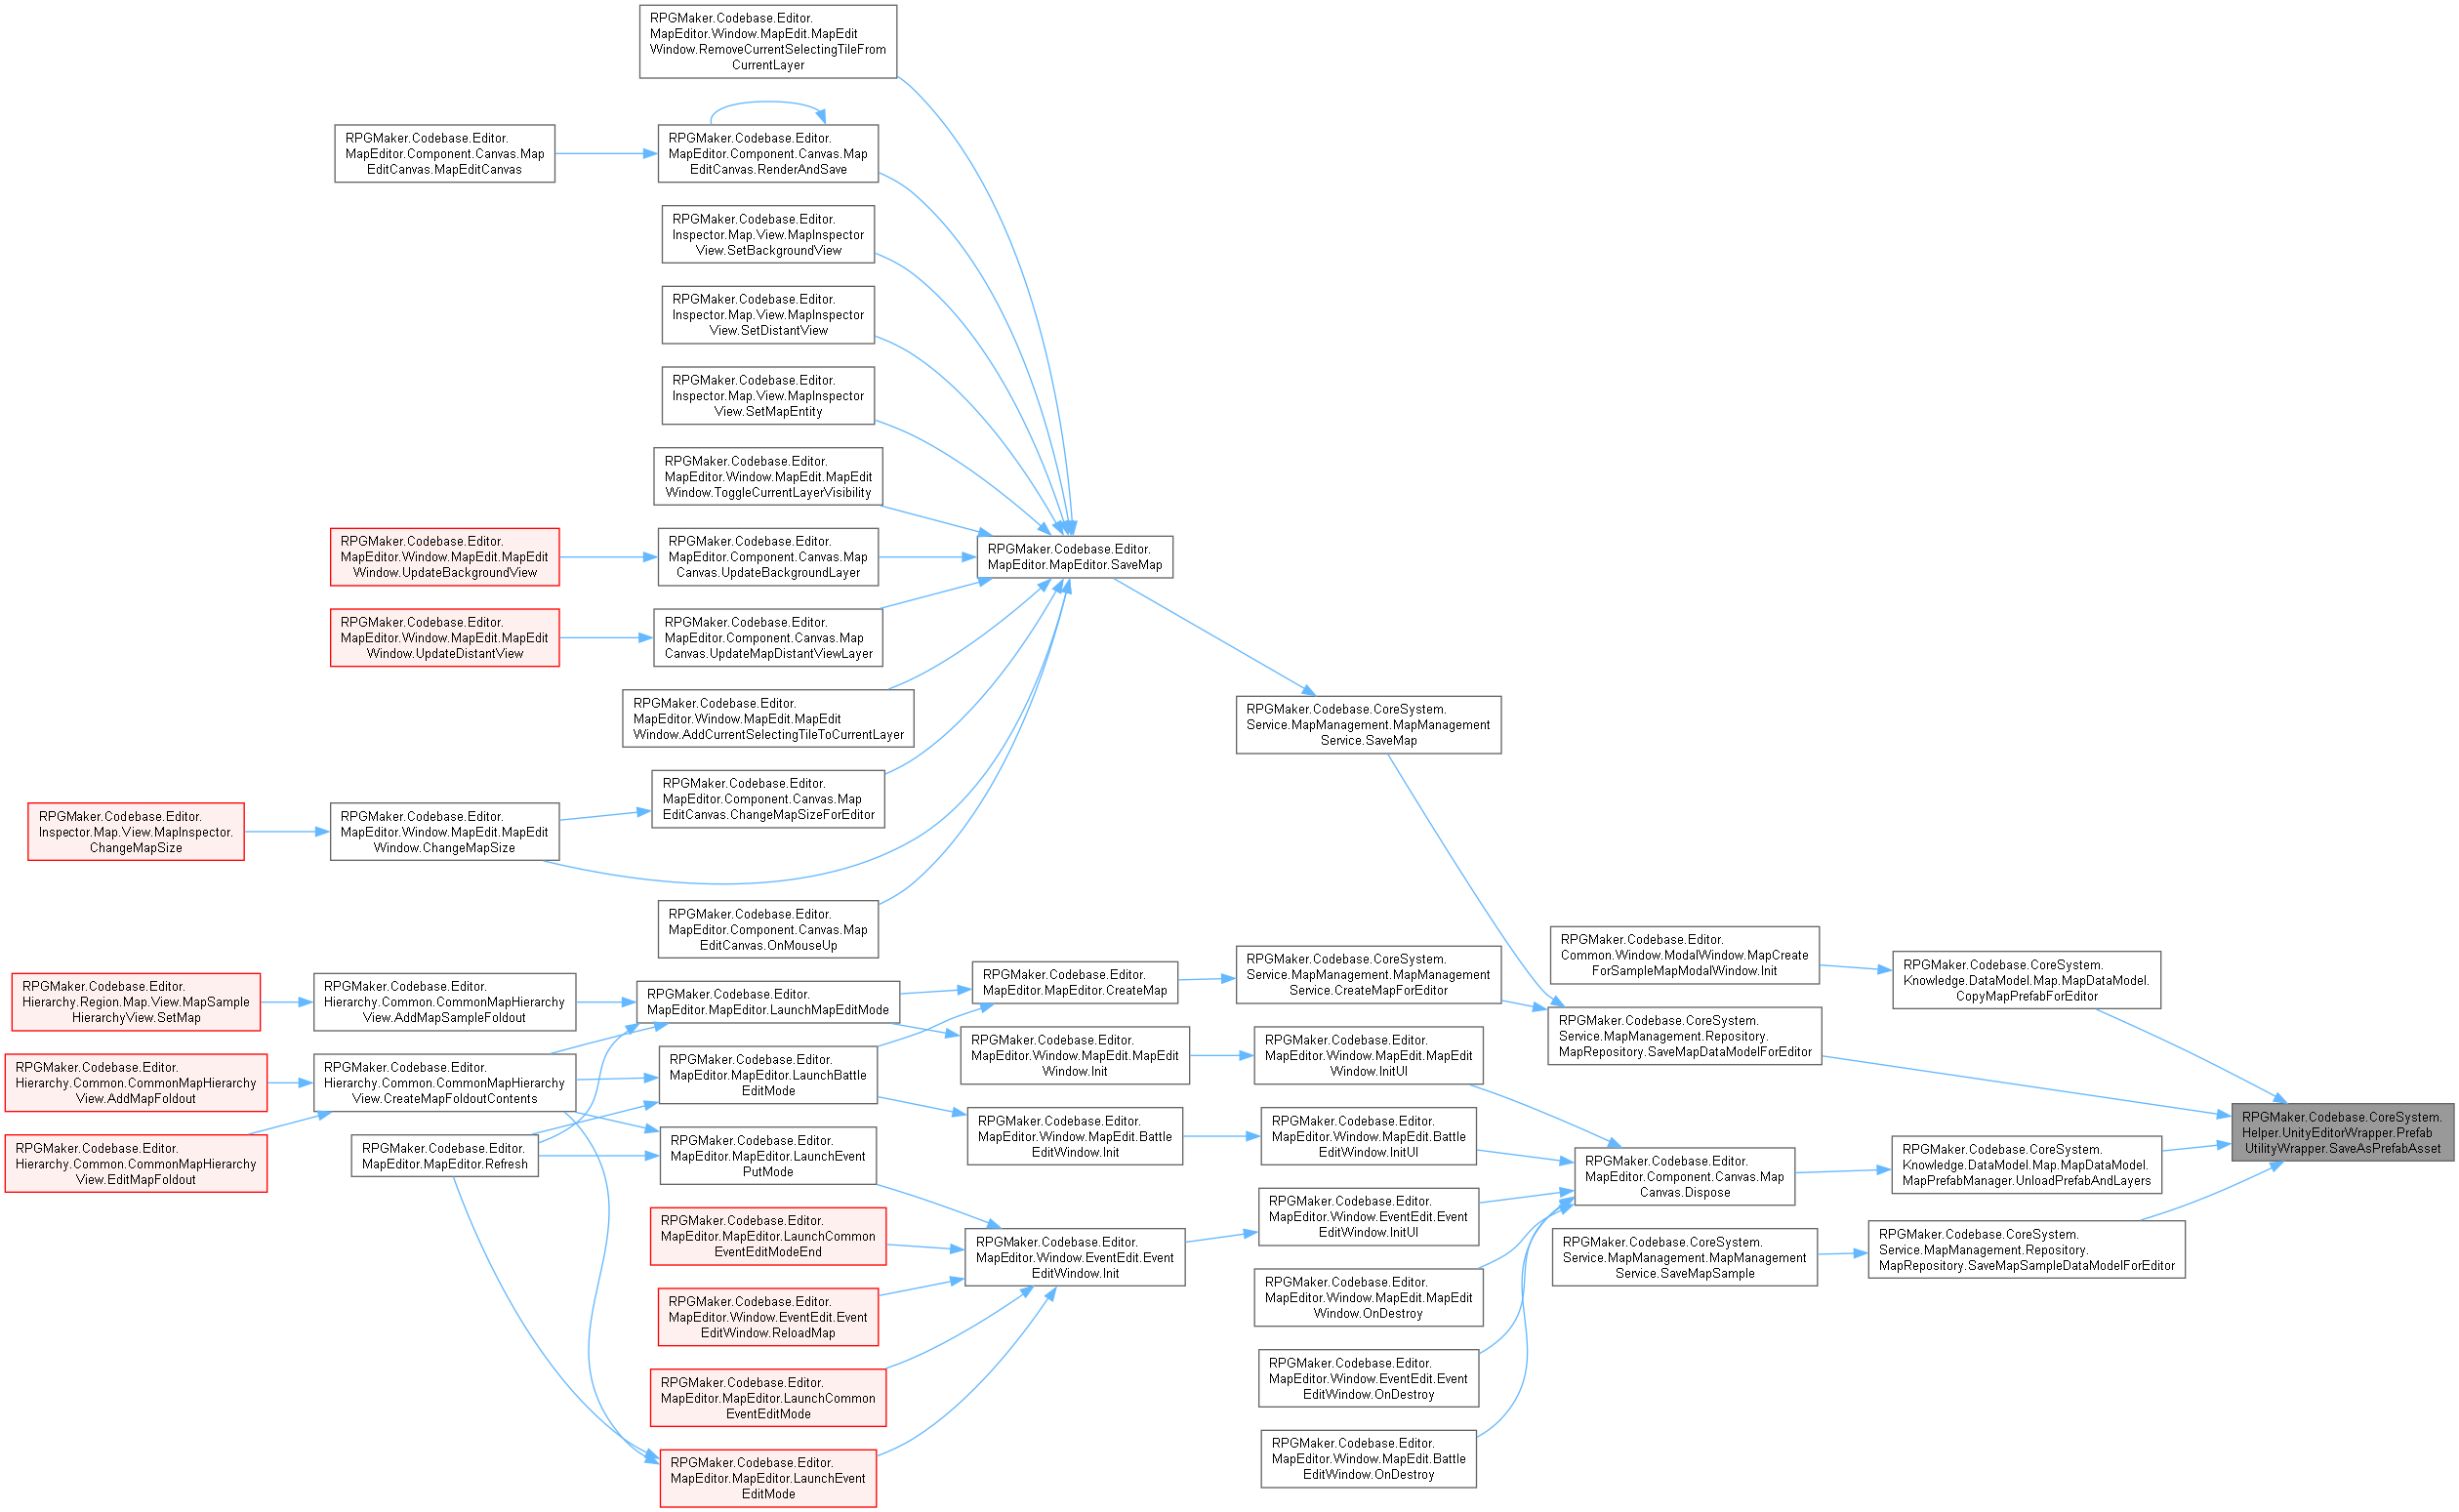 RPGMaker.Codebase.Editor.
MapEditor.Window.MapEdit.MapEdit
Window.RemoveCurrentSelectingTileFrom
CurrentLayer
RPGMaker.Codebase.Editor.
MapEditor.Component.Canvas.Map
EditCanvas.MapEditCanvas
RPGMaker.Codebase.Editor.
MapEditor.Component.Canvas.Map
EditCanvas.RenderAndSave
RPGMaker.Codebase.Editor.
Inspector.Map.View.MapInspector
View.SetBackgroundView
RPGMaker.Codebase.Editor.
Inspector.Map.View.MapInspector
View.SetDistantView
RPGMaker.Codebase.Editor.
Inspector.Map.View.MapInspector
View.SetMapEntity
RPGMaker.Codebase.Editor.
MapEditor.Window.MapEdit.MapEdit
Window.ToggleCurrentLayerVisibility
RPGMaker.Codebase.Editor.
MapEditor.Window.MapEdit.MapEdit
Window.UpdateBackgroundView
RPGMaker.Codebase.Editor.
MapEditor.Component.Canvas.Map
Canvas.UpdateBackgroundLayer
RPGMaker.Codebase.Editor.
MapEditor.MapEditor.SaveMap
RPGMaker.Codebase.Editor.
MapEditor.Window.MapEdit.MapEdit
Window.UpdateDistantView
RPGMaker.Codebase.Editor.
MapEditor.Component.Canvas.Map
Canvas.UpdateMapDistantViewLayer
RPGMaker.Codebase.Editor.
MapEditor.Window.MapEdit.MapEdit
Window.AddCurrentSelectingTileToCurrentLayer
RPGMaker.Codebase.CoreSystem.
Service.MapManagement.MapManagement
Service.SaveMap
RPGMaker.Codebase.Editor.
Inspector.Map.View.MapInspector.
ChangeMapSize
RPGMaker.Codebase.Editor.
MapEditor.Window.MapEdit.MapEdit
Window.ChangeMapSize
RPGMaker.Codebase.Editor.
MapEditor.Component.Canvas.Map
EditCanvas.ChangeMapSizeForEditor
RPGMaker.Codebase.Editor.
MapEditor.Component.Canvas.Map
EditCanvas.OnMouseUp
RPGMaker.Codebase.Editor.
Hierarchy.Region.Map.View.MapSample
HierarchyView.SetMap
RPGMaker.Codebase.Editor.
Hierarchy.Common.CommonMapHierarchy
View.AddMapSampleFoldout
RPGMaker.Codebase.Editor.
MapEditor.MapEditor.LaunchMapEditMode
RPGMaker.Codebase.Editor.
MapEditor.MapEditor.CreateMap
RPGMaker.Codebase.CoreSystem.
Service.MapManagement.MapManagement
Service.CreateMapForEditor
RPGMaker.Codebase.Editor.
Common.Window.ModalWindow.MapCreate
ForSampleMapModalWindow.Init
RPGMaker.Codebase.CoreSystem.
Knowledge.DataModel.Map.MapDataModel.
CopyMapPrefabForEditor
RPGMaker.Codebase.CoreSystem.
Service.MapManagement.Repository.
MapRepository.SaveMapDataModelForEditor
RPGMaker.Codebase.Editor.
Hierarchy.Common.CommonMapHierarchy
View.AddMapFoldout
RPGMaker.Codebase.Editor.
Hierarchy.Common.CommonMapHierarchy
View.CreateMapFoldoutContents
RPGMaker.Codebase.Editor.
MapEditor.MapEditor.LaunchBattle
EditMode
RPGMaker.Codebase.Editor.
MapEditor.Window.MapEdit.MapEdit
Window.Init
RPGMaker.Codebase.Editor.
MapEditor.Window.MapEdit.MapEdit
Window.InitUI
RPGMaker.Codebase.Editor.
Hierarchy.Common.CommonMapHierarchy
View.EditMapFoldout
RPGMaker.Codebase.Editor.
MapEditor.MapEditor.Refresh
RPGMaker.Codebase.Editor.
MapEditor.MapEditor.LaunchEvent
PutMode
RPGMaker.Codebase.Editor.
MapEditor.Window.MapEdit.Battle
EditWindow.Init
RPGMaker.Codebase.Editor.
MapEditor.Window.MapEdit.Battle
EditWindow.InitUI
RPGMaker.Codebase.Editor.
MapEditor.Component.Canvas.Map
Canvas.Dispose
RPGMaker.Codebase.CoreSystem.
Knowledge.DataModel.Map.MapDataModel.
MapPrefabManager.UnloadPrefabAndLayers
RPGMaker.Codebase.CoreSystem.
Helper.UnityEditorWrapper.Prefab
UtilityWrapper.SaveAsPrefabAsset
RPGMaker.Codebase.Editor.
MapEditor.MapEditor.LaunchCommon
EventEditModeEnd
RPGMaker.Codebase.Editor.
MapEditor.Window.EventEdit.Event
EditWindow.Init
RPGMaker.Codebase.Editor.
MapEditor.Window.EventEdit.Event
EditWindow.InitUI
RPGMaker.Codebase.CoreSystem.
Service.MapManagement.MapManagement
Service.SaveMapSample
RPGMaker.Codebase.CoreSystem.
Service.MapManagement.Repository.
MapRepository.SaveMapSampleDataModelForEditor
RPGMaker.Codebase.Editor.
MapEditor.Window.EventEdit.Event
EditWindow.ReloadMap
RPGMaker.Codebase.Editor.
MapEditor.Window.MapEdit.MapEdit
Window.OnDestroy
RPGMaker.Codebase.Editor.
MapEditor.MapEditor.LaunchCommon
EventEditMode
RPGMaker.Codebase.Editor.
MapEditor.Window.EventEdit.Event
EditWindow.OnDestroy
RPGMaker.Codebase.Editor.
MapEditor.MapEditor.LaunchEvent
EditMode
RPGMaker.Codebase.Editor.
MapEditor.Window.MapEdit.Battle
EditWindow.OnDestroy